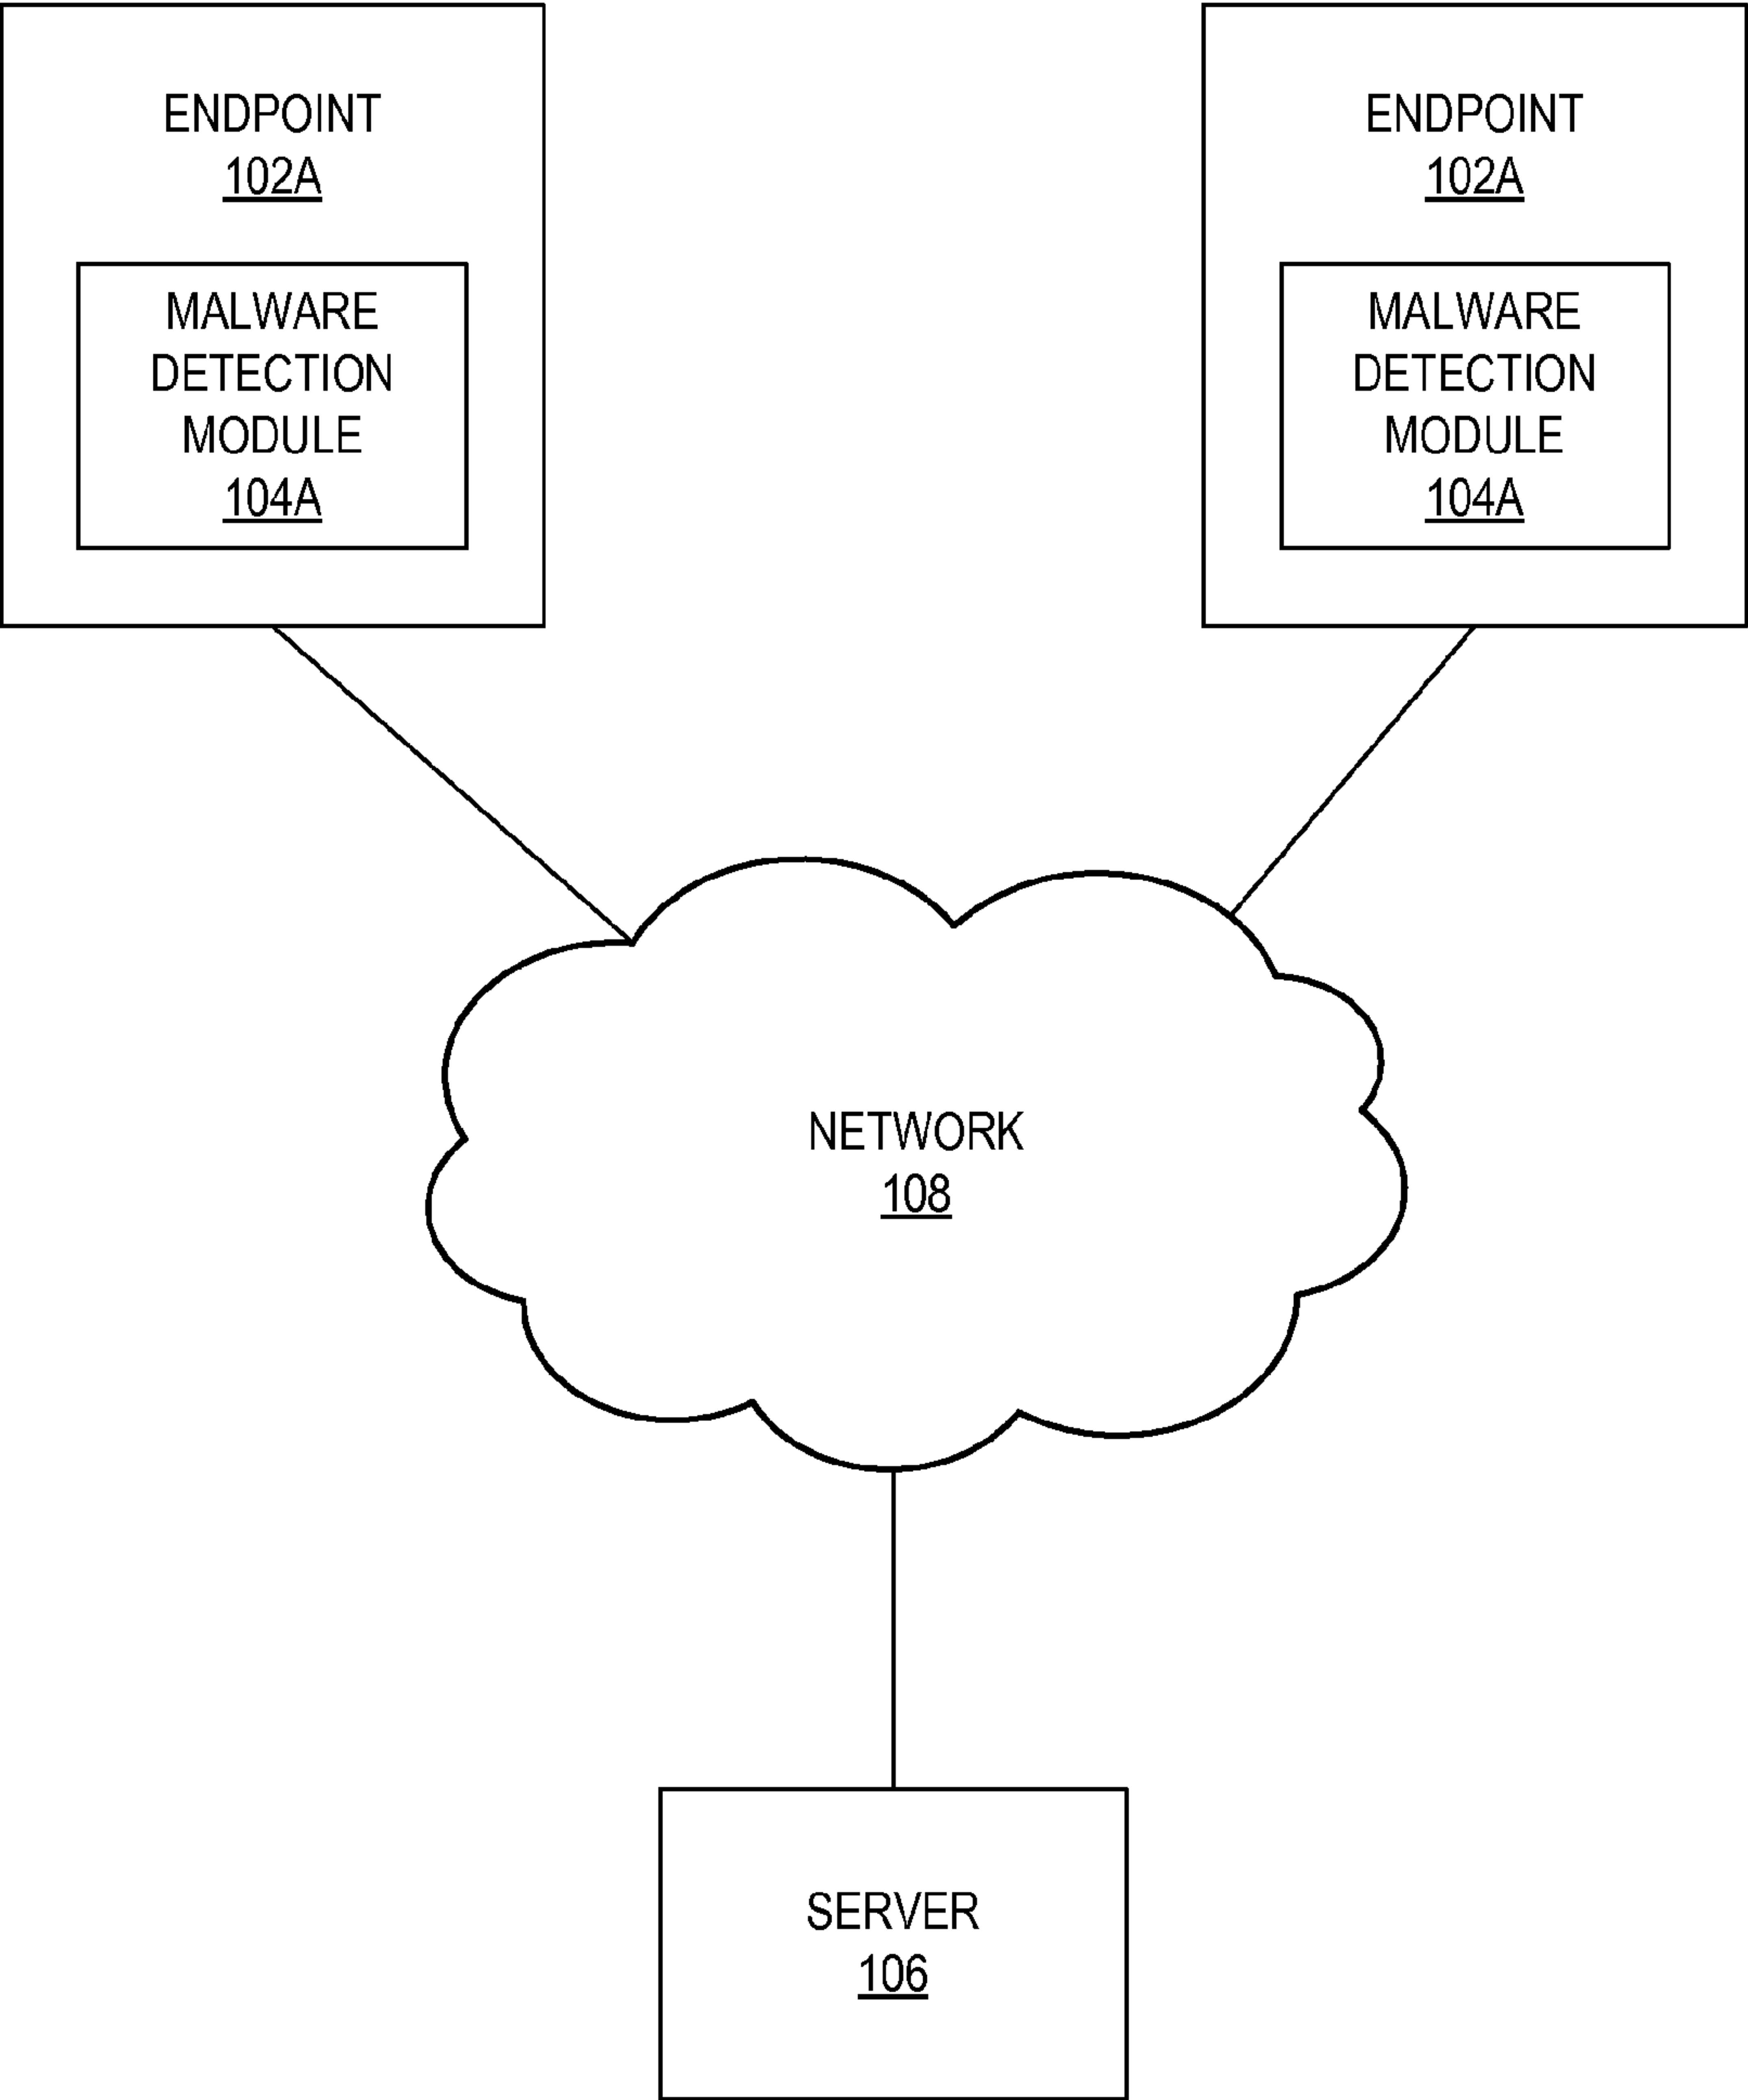 ENDPOINT
102A
MALWARE
DETECTION
MODULE
104A
ENDPOINT
102A
MALWARE
DETECTION
MODULE
104A
NETWORK
108
SERVER
106